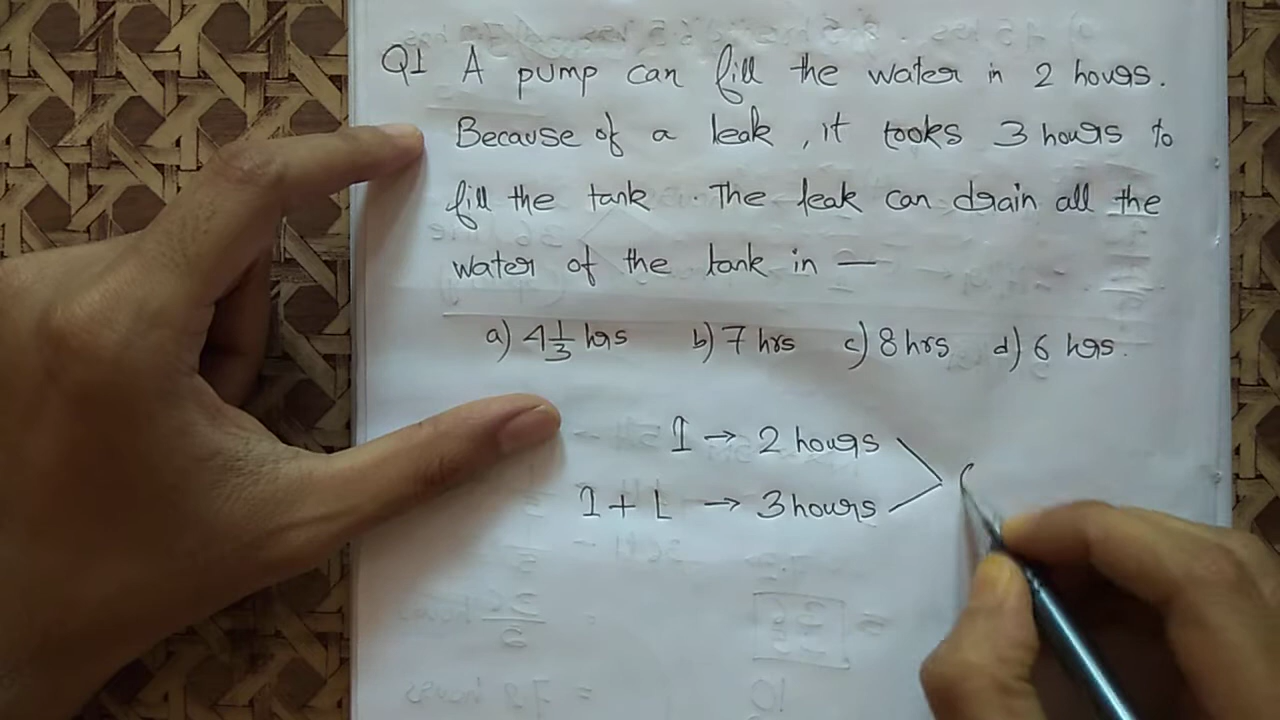 Q1 A pump can fill the water in 2 hours.
Because of a leak, it tooks 3 hours to
fill the tank. The leak can drain all the
water of the tank in —
a) 4 1/3 hrs b) 7 hrs c) 8 hrs d) 6 hrs.
I → 2 hours
I + L → 3 hours